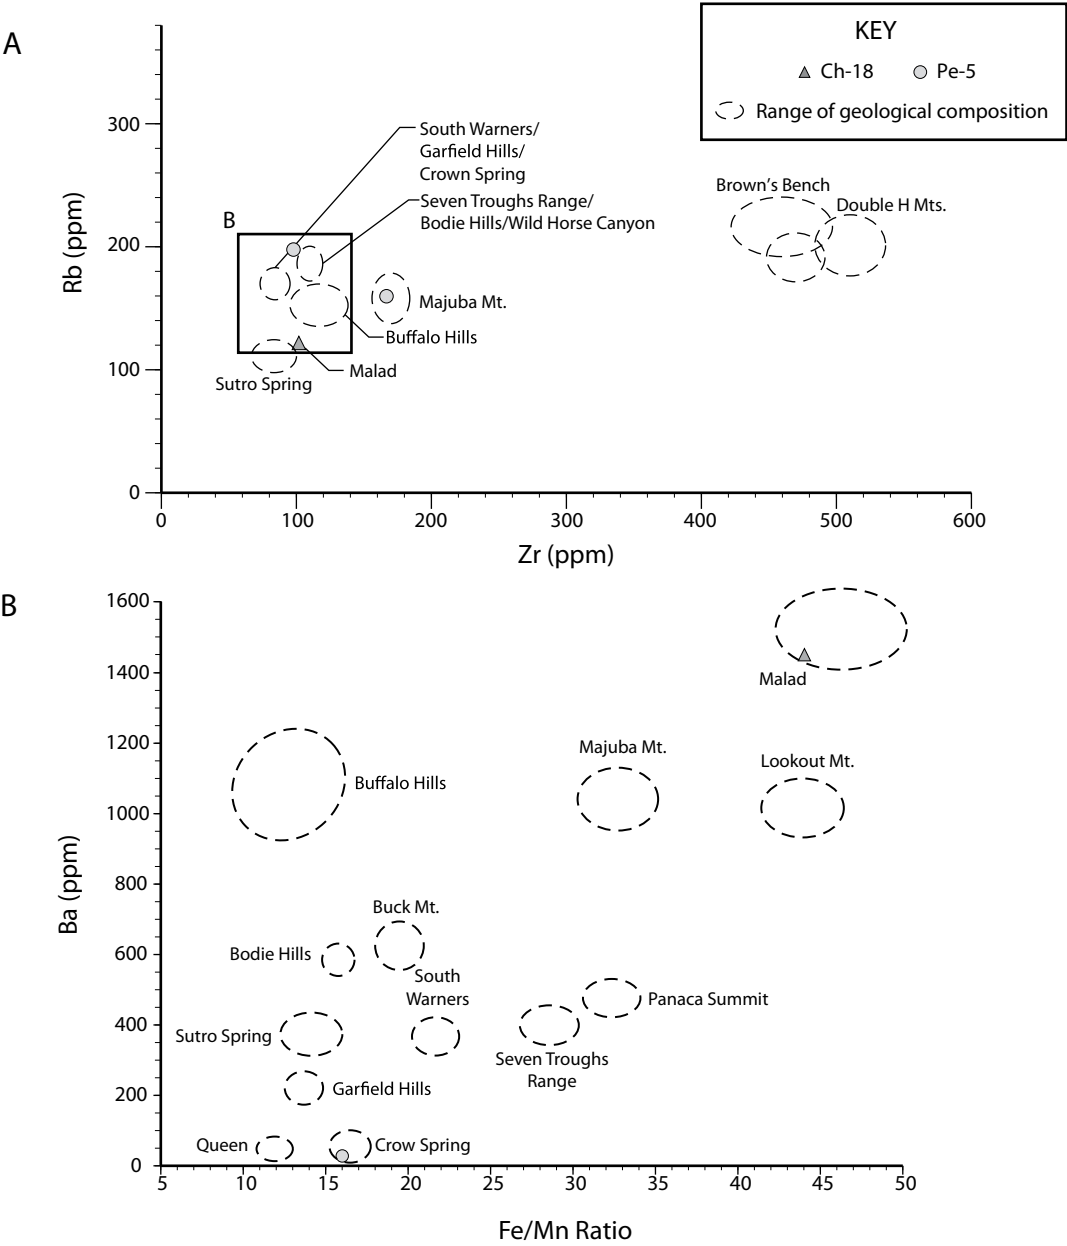 A
KEY
Ch-18
Pe-5
Range of geological composition
300
200
100
0
Rb (ppm)
South Warners/
Garfield Hills/
Crown Spring
Seven Troughs Range/
Bodie Hills/Wild Horse Canyon
B
Brown's Bench
Double H Mts.
Majuba Mt.
Buffalo Hills
Malad
Sutro Spring
0 100 200 300 400 500 600
Zr (ppm)
B
1600
1400
1200
1000
800
600
400
200
0
Ba (ppm)
Malad
Majuba Mt.
Lookout Mt.
Buffalo Hills
Buck Mt.
Bodie Hills
South
Warners
Panaca Summit
Sutro Spring
Seven Troughs
Range
Garfield Hills
Queen
Crow Spring
5 10 15 20 25 30 35 40 45 50
Fe/Mn Ratio